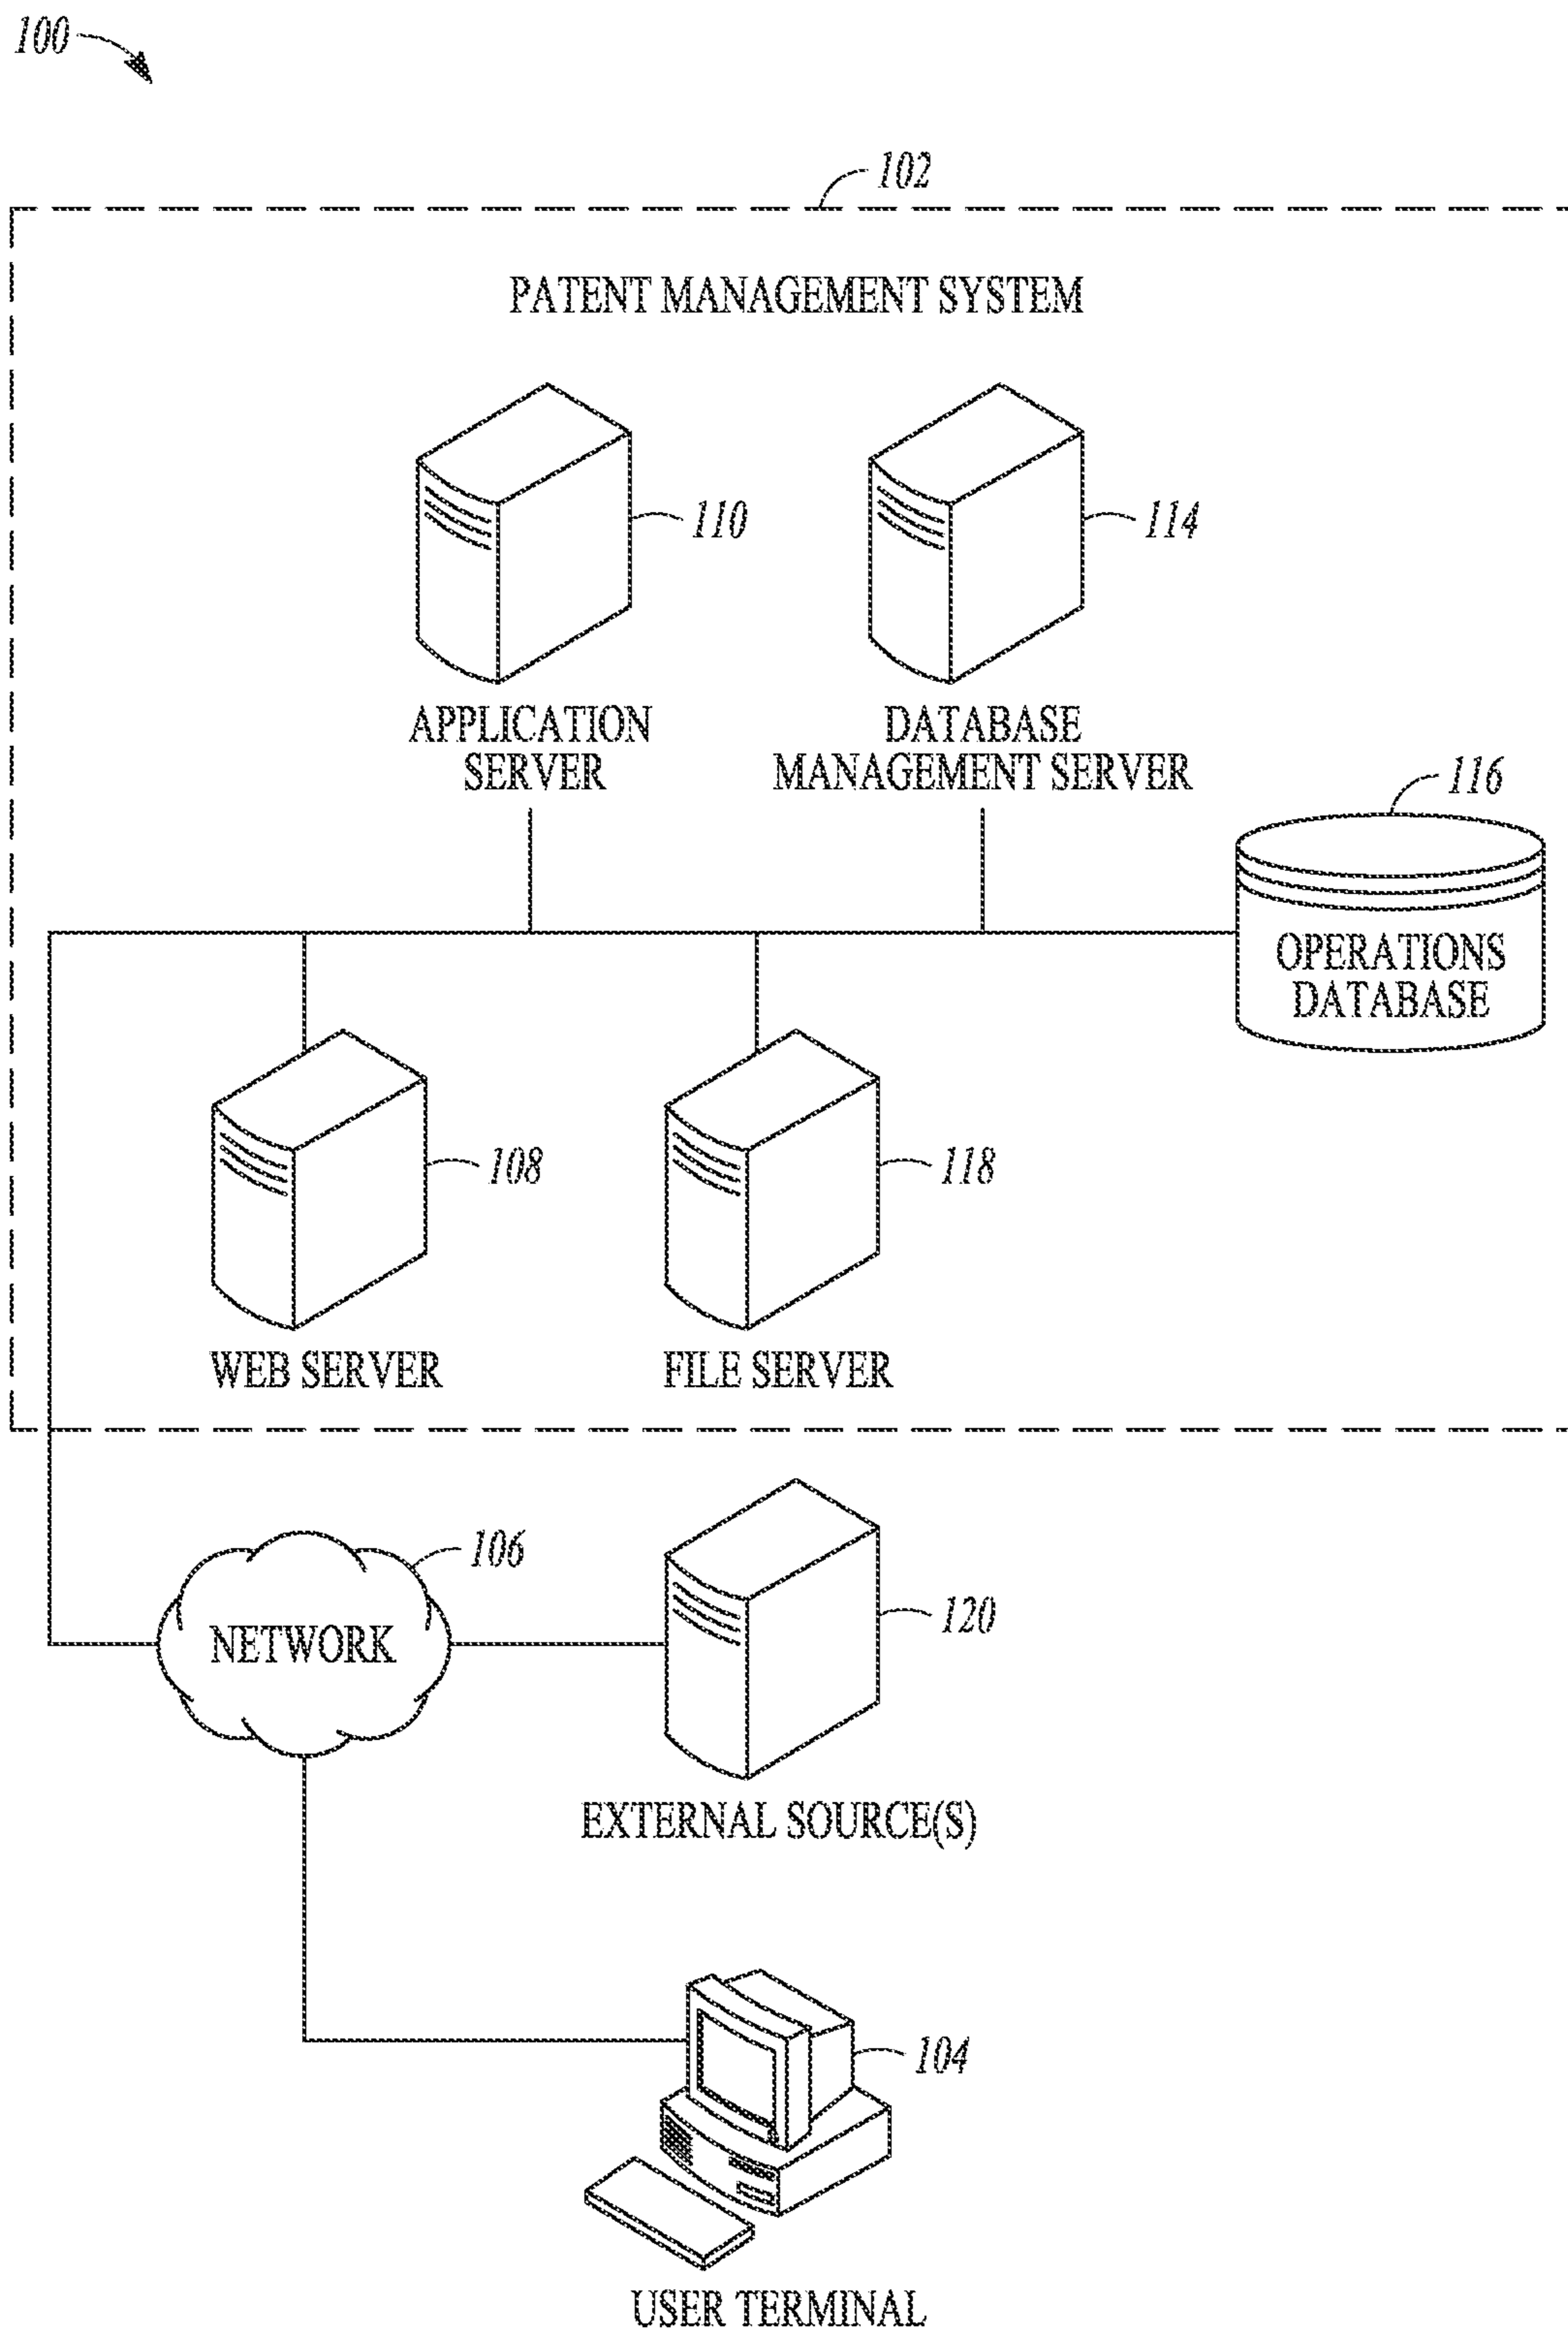 100
102
PATENT MANAGEMENT SYSTEM
110
114
APPLICATION
SERVER
DATABASE
MANAGEMENT SERVER
116
OPERATIONS
DATABASE
108
118
WEB SERVER
FILE SERVER
106
NETWORK
120
EXTERNAL SOURCE(S)
104
USER TERMINAL